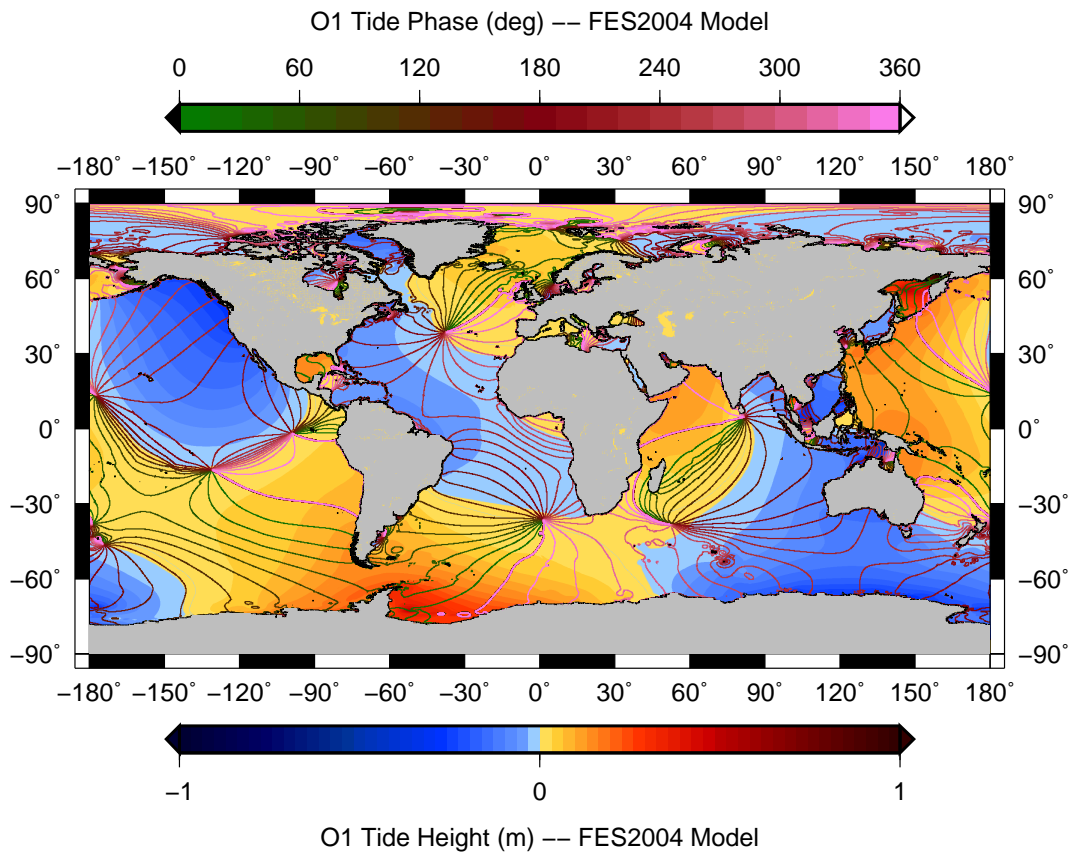 O1 Tide Phase (deg) −− FES2004 Model
0 60 120 180 240 300 360
−180˚ −150˚ −120˚ −90˚ −60˚ −30˚ 0˚ 30˚ 60˚ 90˚ 120˚ 150˚ 180˚
90˚ 90˚
60˚ 60˚
30˚ 30˚
0˚ 0˚
−30˚ −30˚
−60˚ −60˚
−90˚ −90˚
−180˚ −150˚ −120˚ −90˚ −60˚ −30˚ 0˚ 30˚ 60˚ 90˚ 120˚ 150˚ 180˚
−1 0 1
O1 Tide Height (m) −− FES2004 Model